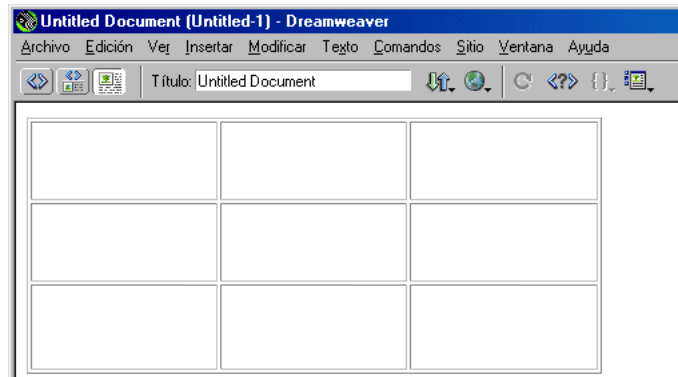 Untitled Document (Untitled-1) - Dreamweaver
Archivo Edición Ver Insertar Modificar Texto Comandos Sitio Ventana Ayuda
Título: Untitled Document